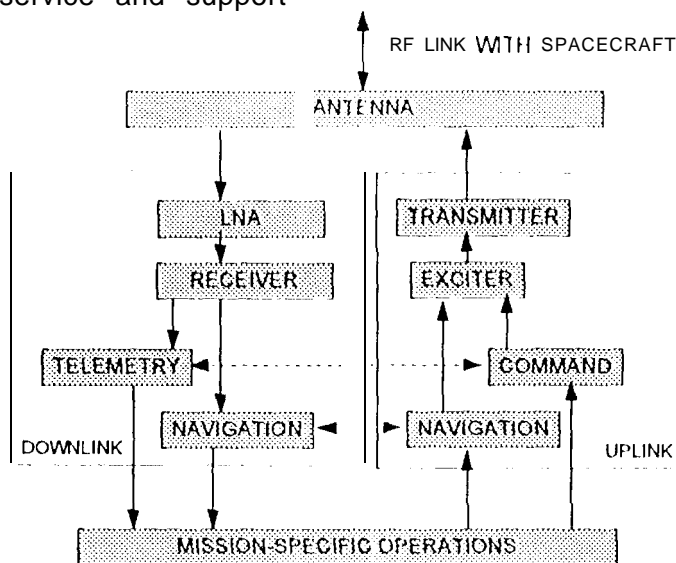 service and support
RF LINK WITH SPACECRAFT
ANTENNA
LNA
TRANSMITTER
RECEIVER
EXCITER
TELEMETRY
COMMAND
NAVIGATION
NAVIGATION
DOWNLINK
UPLINK
MISSION-SPECIFIC OPERATIONS